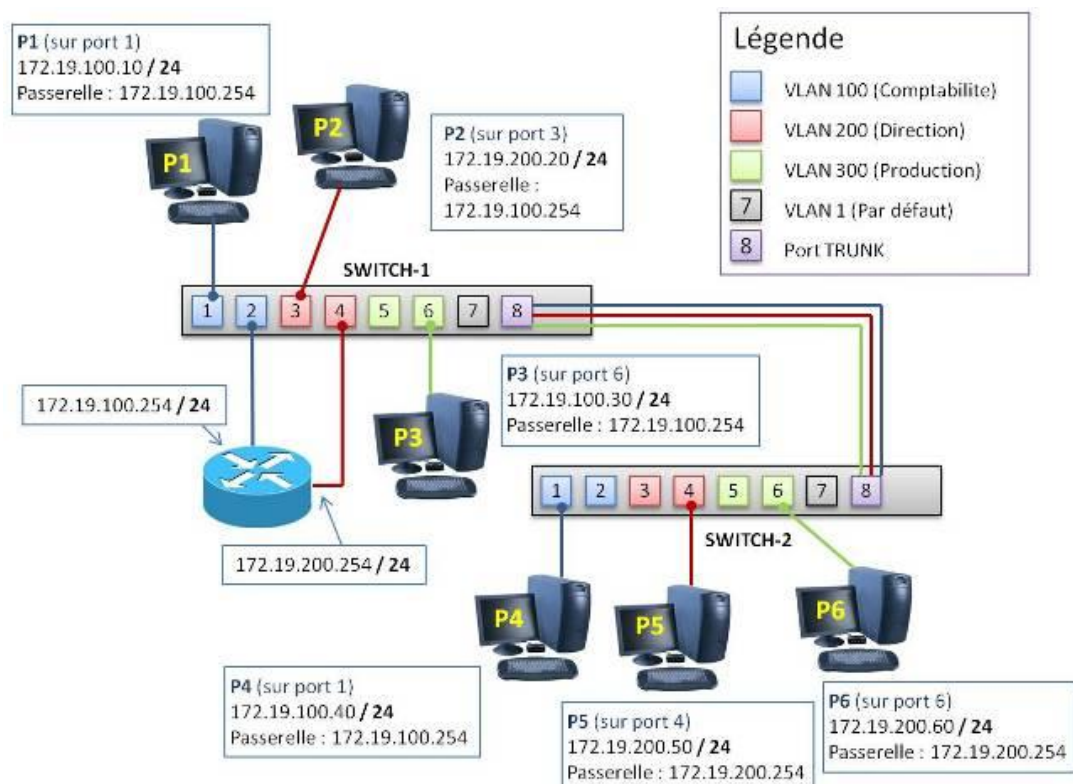 P1 (sur port 1)
172.19.100.10 / 24
Passerelle : 172.19.100.254
P1
P2
P2 (sur port 3)
172.19.200.20 / 24
Passerelle :
172.19.100.254
Légende
VLAN 100 (Comptabilite)
VLAN 200 (Direction)
VLAN 300 (Production)
7 VLAN 1 (Par défaut)
8 Port TRUNK
SWITCH-1
1 2 3 4 5 6 7 8
172.19.100.254 / 24
P3
P3 (sur port 6)
172.19.100.30 / 24
Passerelle : 172.19.100.254
172.19.200.254 / 24
1 2 3 4 5 6 7 8
SWITCH-2
P4
P5
P6
P4 (sur port 1)
172.19.100.40 / 24
Passerelle : 172.19.100.254
P5 (sur port 4)
172.19.200.50 / 24
Passerelle : 172.19.200.254
P6 (sur port 6)
172.19.200.60 / 24
Passerelle : 172.19.200.254